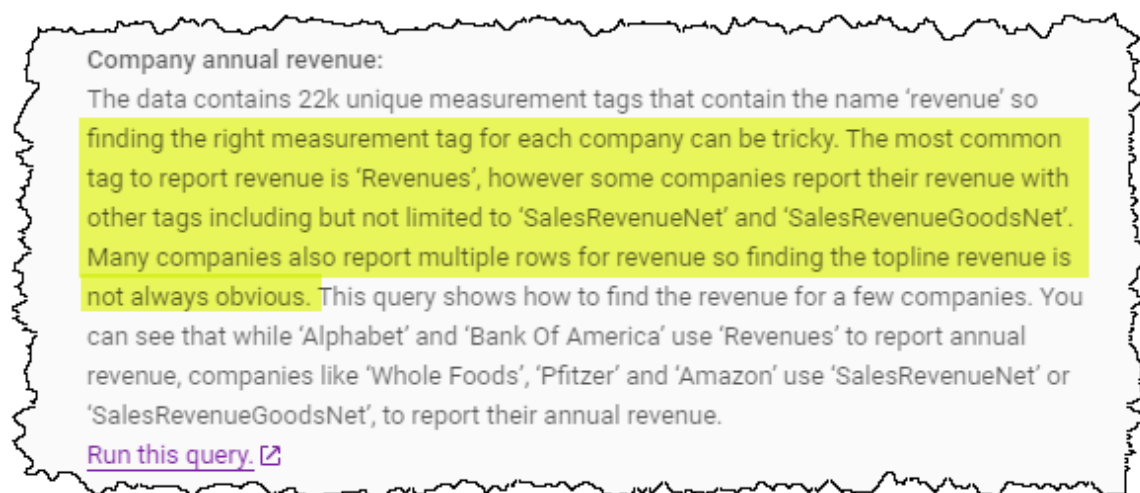 Company annual revenue:
The data contains 22k unique measurement tags that contain the name ‘revenue’ so
finding the right measurement tag for each company can be tricky. The most common
tag to report revenue is ‘Revenues’, however some companies report their revenue with
other tags including but not limited to ‘SalesRevenueNet’ and ‘SalesRevenueGoodsNet’.
Many companies also report multiple rows for revenue so finding the topline revenue is
not always obvious. This query shows how to find the revenue for a few companies. You
can see that while ‘Alphabet’ and ‘Bank Of America’ use ‘Revenues’ to report annual
revenue, companies like ‘Whole Foods’, ‘Pfitzer’ and ‘Amazon’ use ‘SalesRevenueNet’ or
‘SalesRevenueGoodsNet’, to report their annual revenue.
Run this query.